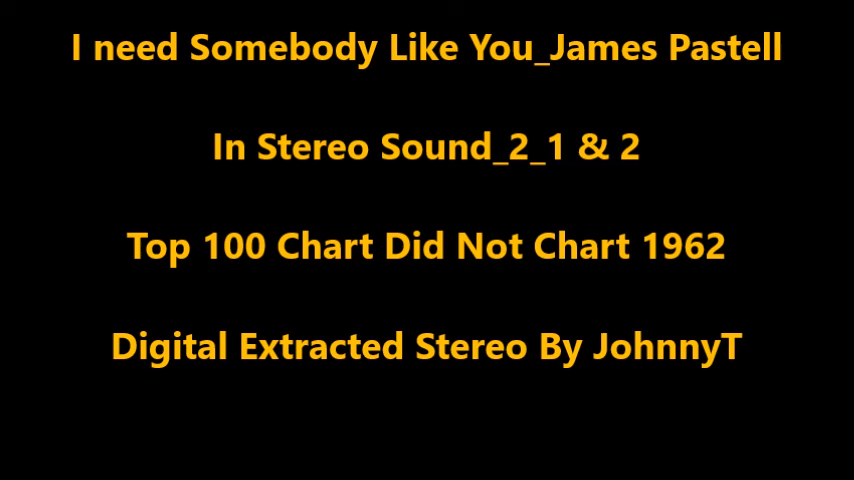 I need Somebody Like You_James Pastell
In Stereo Sound_2_1 & 2
Top 100 Chart Did Not Chart 1962
Digital Extracted Stereo By JohnnyT